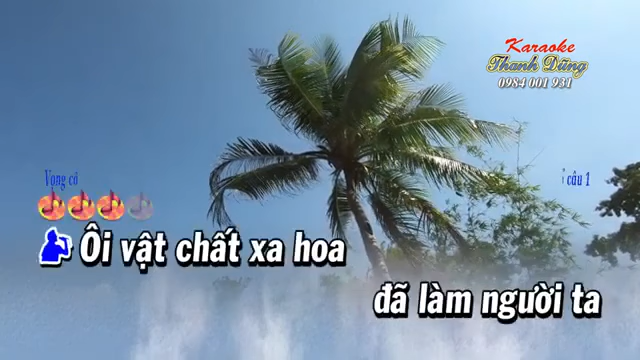 Karaoke
Thanh Dũng
0984 001 931
Vọng cổ
câu 1
Ôi vật chất xa hoa
đã làm người ta